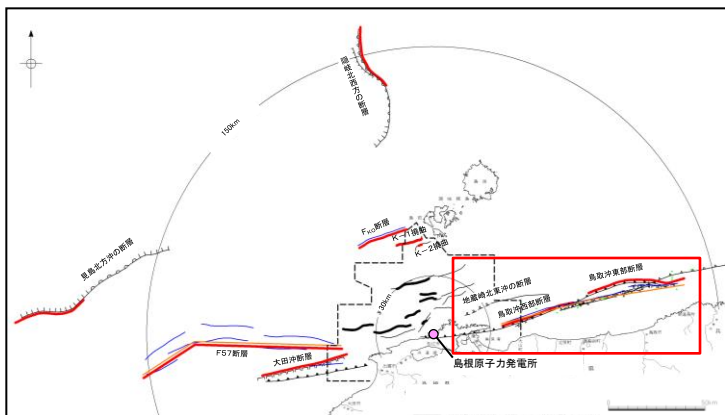 隠岐北西方の断層
150km
見島北方沖の断層
FKO断層
K-1撓曲
K-2撓曲
鳥取沖東部断層
地蔵崎北東沖の断層
鳥取沖西部断層
30km
F57断層
大田沖断層
島根原子力発電所